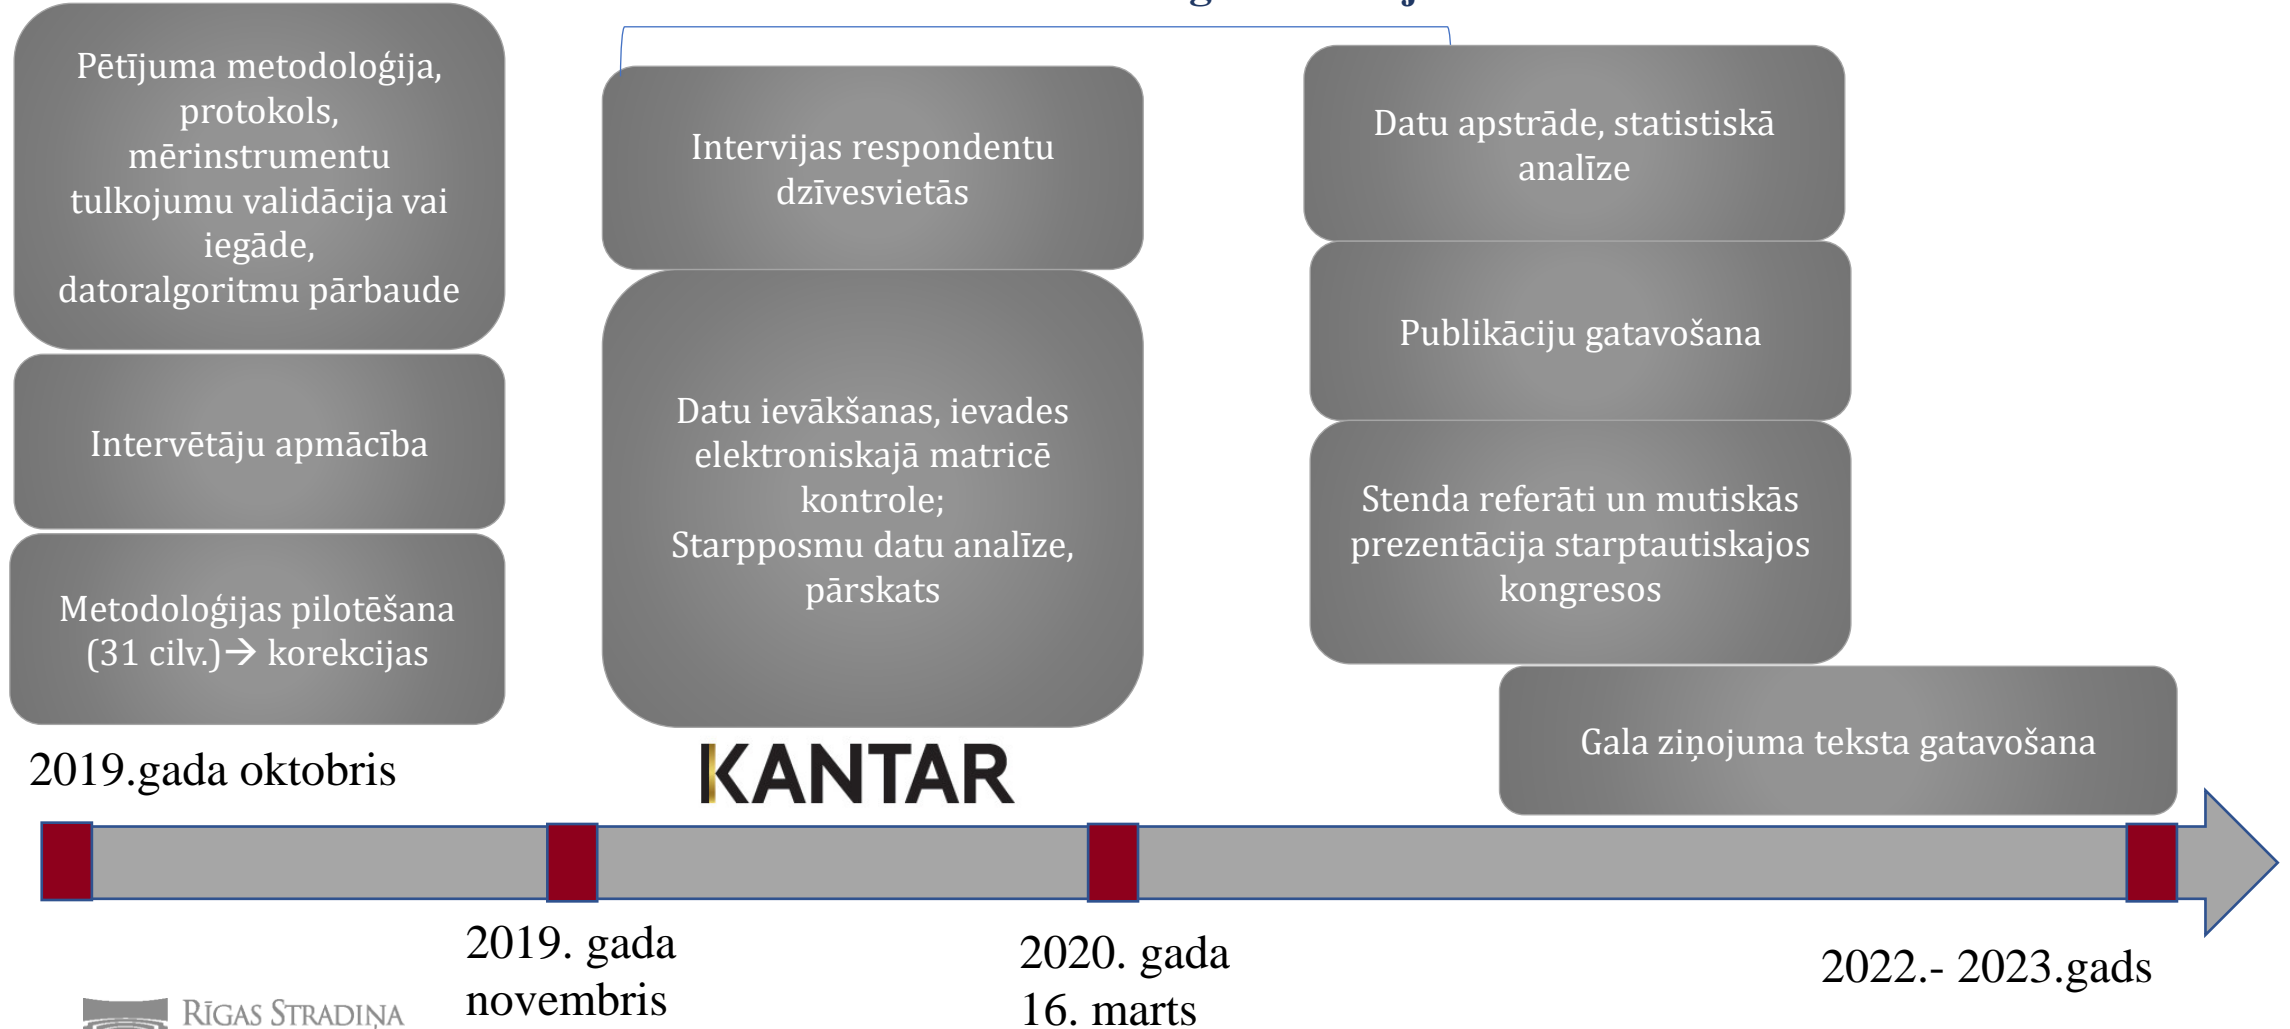 Pētījuma metodoloģija,
protokols,
mērinstrumentu
tulkojumu validācija vai
iegāde,
datoralgoritmu pārbaude
Intervētāju apmācība
Metodoloģijas pilotēšana
(31 cilv.)→ korekcijas
Intervijas respondentu
dzīvesvietās
Datu ievākšanas, ievades
elektroniskajā matricē
kontrole;
Starpposmu datu analīze,
pārskats
Datu apstrāde, statistiskā
analīze
Publikāciju gatavošana
Stenda referāti un mutiskās
prezentācija starptautiskajos
kongresos
Gala ziņojuma teksta gatavošana
2019.gada oktobris
KANTAR
2019. gada
novembris
2020. gada
16. marts
2022.- 2023.gads
RĪGAS STRADIŅA